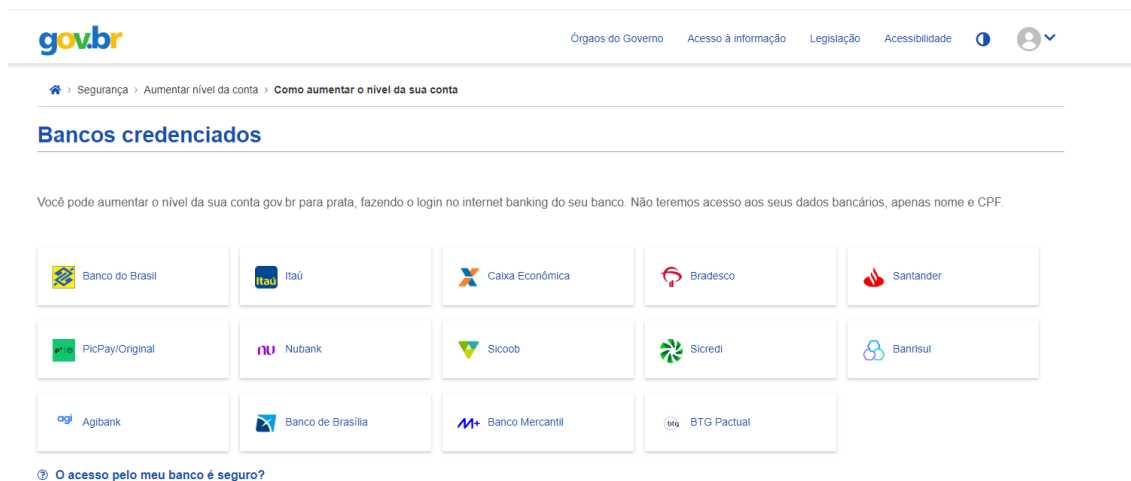 gov.br
Órgaos do Governo Acesso à informação Legislação Acessibilidade
Segurança › Aumentar nível da conta › Como aumentar o nível da sua conta
Bancos credenciados
Você pode aumentar o nível da sua conta gov.br para prata, fazendo o login no internet banking do seu banco. Não teremos acesso aos seus dados bancários, apenas nome e CPF.
Banco do Brasil Itaú Itaú Caixa Econômica Bradesco Santander
PicPay/Original nu Nubank Sicoob Sicredi Banrisul
agi Agibank Banco de Brasília M+ Banco Mercantil btg BTG Pactual
? O acesso pelo meu banco é seguro?